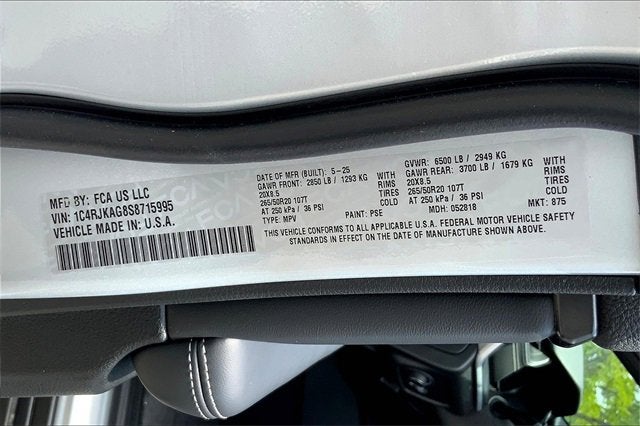 MFD BY: FCA US LLC
VIN: 1C4RJKAG8S8715995
VEHICLE MADE IN: U.S.A.
DATE OF MFR (BUILT): 5-25
GAWR FRONT: 2850 LB / 1293 KG WITH
20X8.5 RIMS
265/50R20 107T TIRES
AT 250 kPa / 36 PSI
TYPE: MPV PAINT: PSE
GVWR: 6500 LB / 2949 KG
GAWR REAR: 3700 LB / 1679 KG WITH
20X8.5 RIMS
265/50R20 107T TIRES
AT 250 kPa / 36 PSI
MDH: 052818 MKT: 875
THIS VEHICLE CONFORMS TO ALL APPLICABLE U.S.A. FEDERAL MOTOR VEHICLE SAFETY STANDARDS
IN EFFECT ON THE DATE OF MANUFACTURE SHOWN ABOVE.